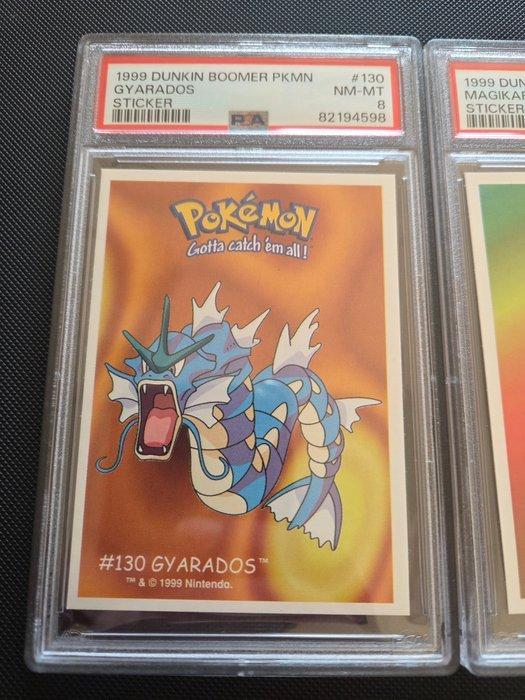 1999 DUNKIN BOOMER PKMN #130
GYARADOS NM-MT
STICKER 8
PSA 82194598
1999 DUN
MAGIKAR
STICKER
POKéMON
Gotta catch 'em all!
#130 GYARADOS™
™ & © 1999 Nintendo.